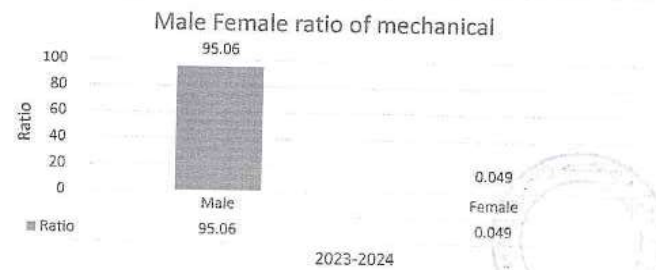 Male Female ratio of mechanical
95.06
100
80
60
40
20
0
Ratio
0.049
Male
Female
Ratio
95.06
0.049
2023-2024